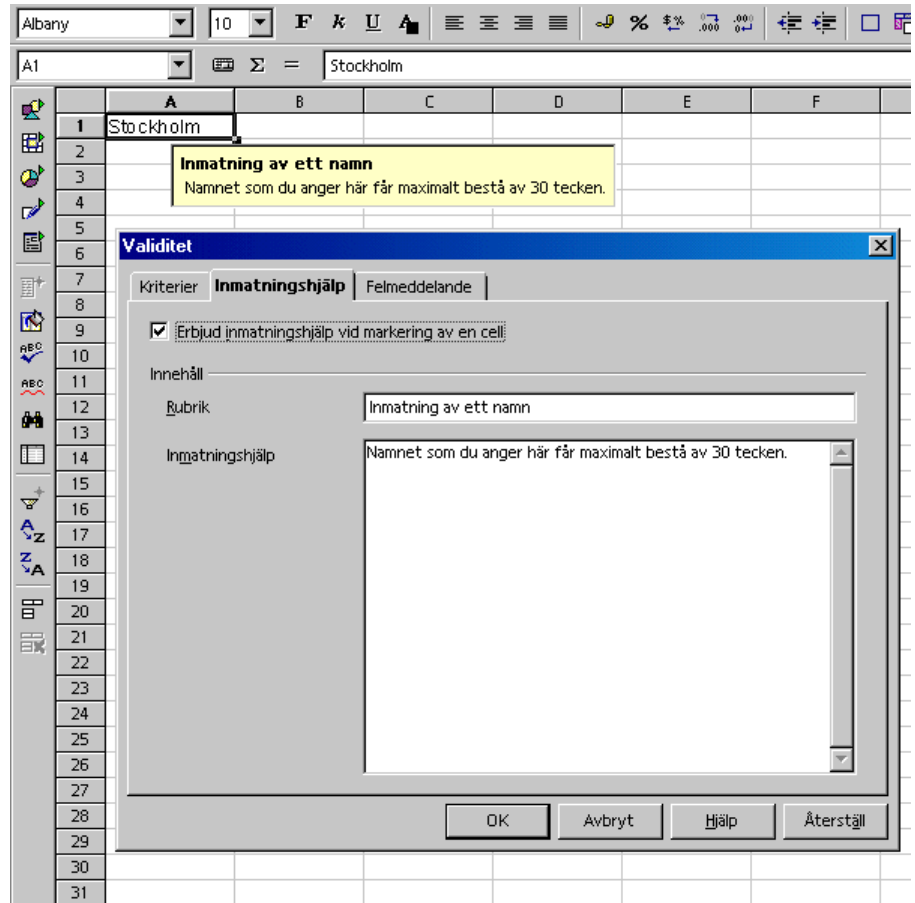 Albany 10 F k U A % $% .000 .000
A1 Σ = Stockholm
A B C D E F
1 Stockholm
2
Inmatning av ett namn
3
Namnet som du anger här får maximalt bestå av 30 tecken.
4
5
Validitet
6
7
Kriterier Inmatningshjälp Felmeddelande
8
9
Erbjud inmatningshjälp vid markering av en cell
10
ABC
11
Innehåll
ABC
12
Rubrik Inmatning av ett namn
13
14
Inmatningshjälp Namnet som du anger här får maximalt bestå av 30 tecken.
15
16
17
A Z
18
Z A
19
20
21
22
23
24
25
26
27
28
OK Avbryt Hjälp Återställ
29
30
31